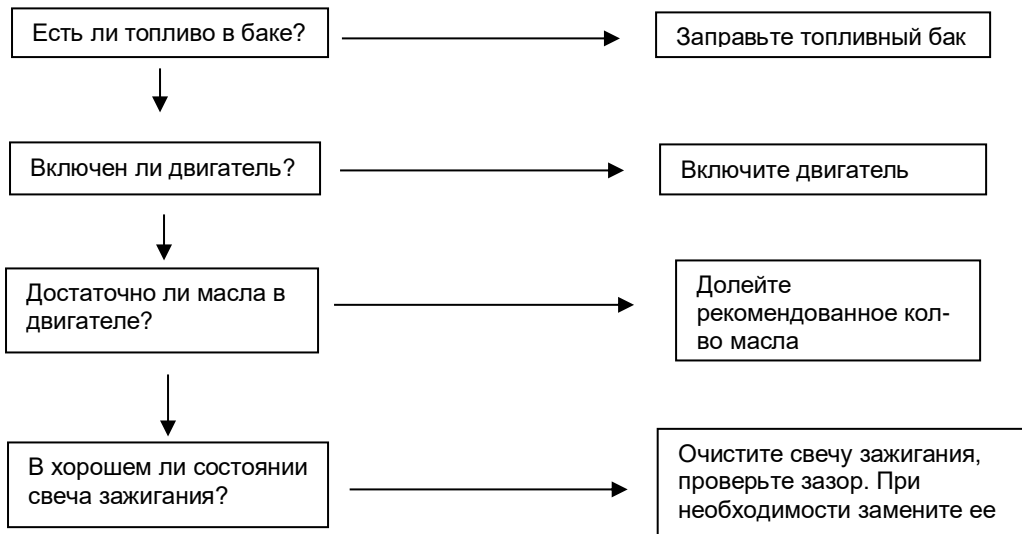 Есть ли топливо в баке?
Заправьте топливный бак
Включен ли двигатель?
Включите двигатель
Достаточно ли масла в
двигателе?
Долейте
рекомендованное кол-
во масла
В хорошем ли состоянии
свеча зажигания?
Очистите свечу зажигания,
проверьте зазор. При
необходимости замените ее